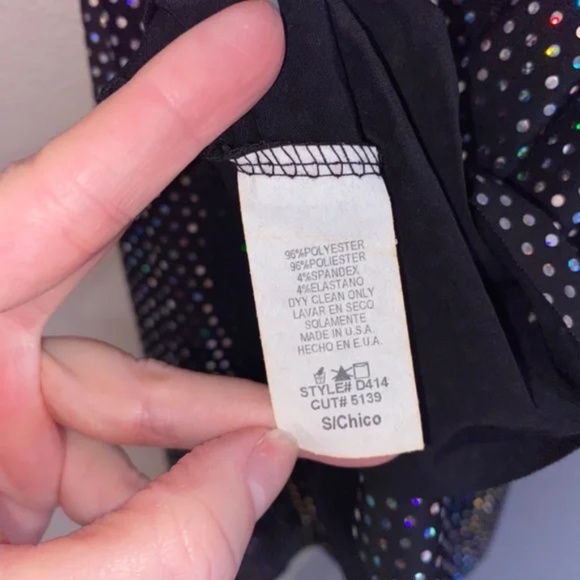 96%POLYESTER
96%POLIESTER
4%SPANDEX
4%ELASTANO
DYY CLEAN ONLY
LAVAR EN SECO
SOLAMENTE
MADE IN U.S.A.
HECHO EN E.U.A.
STYLE# D414
CUT# 5139
S/Chico